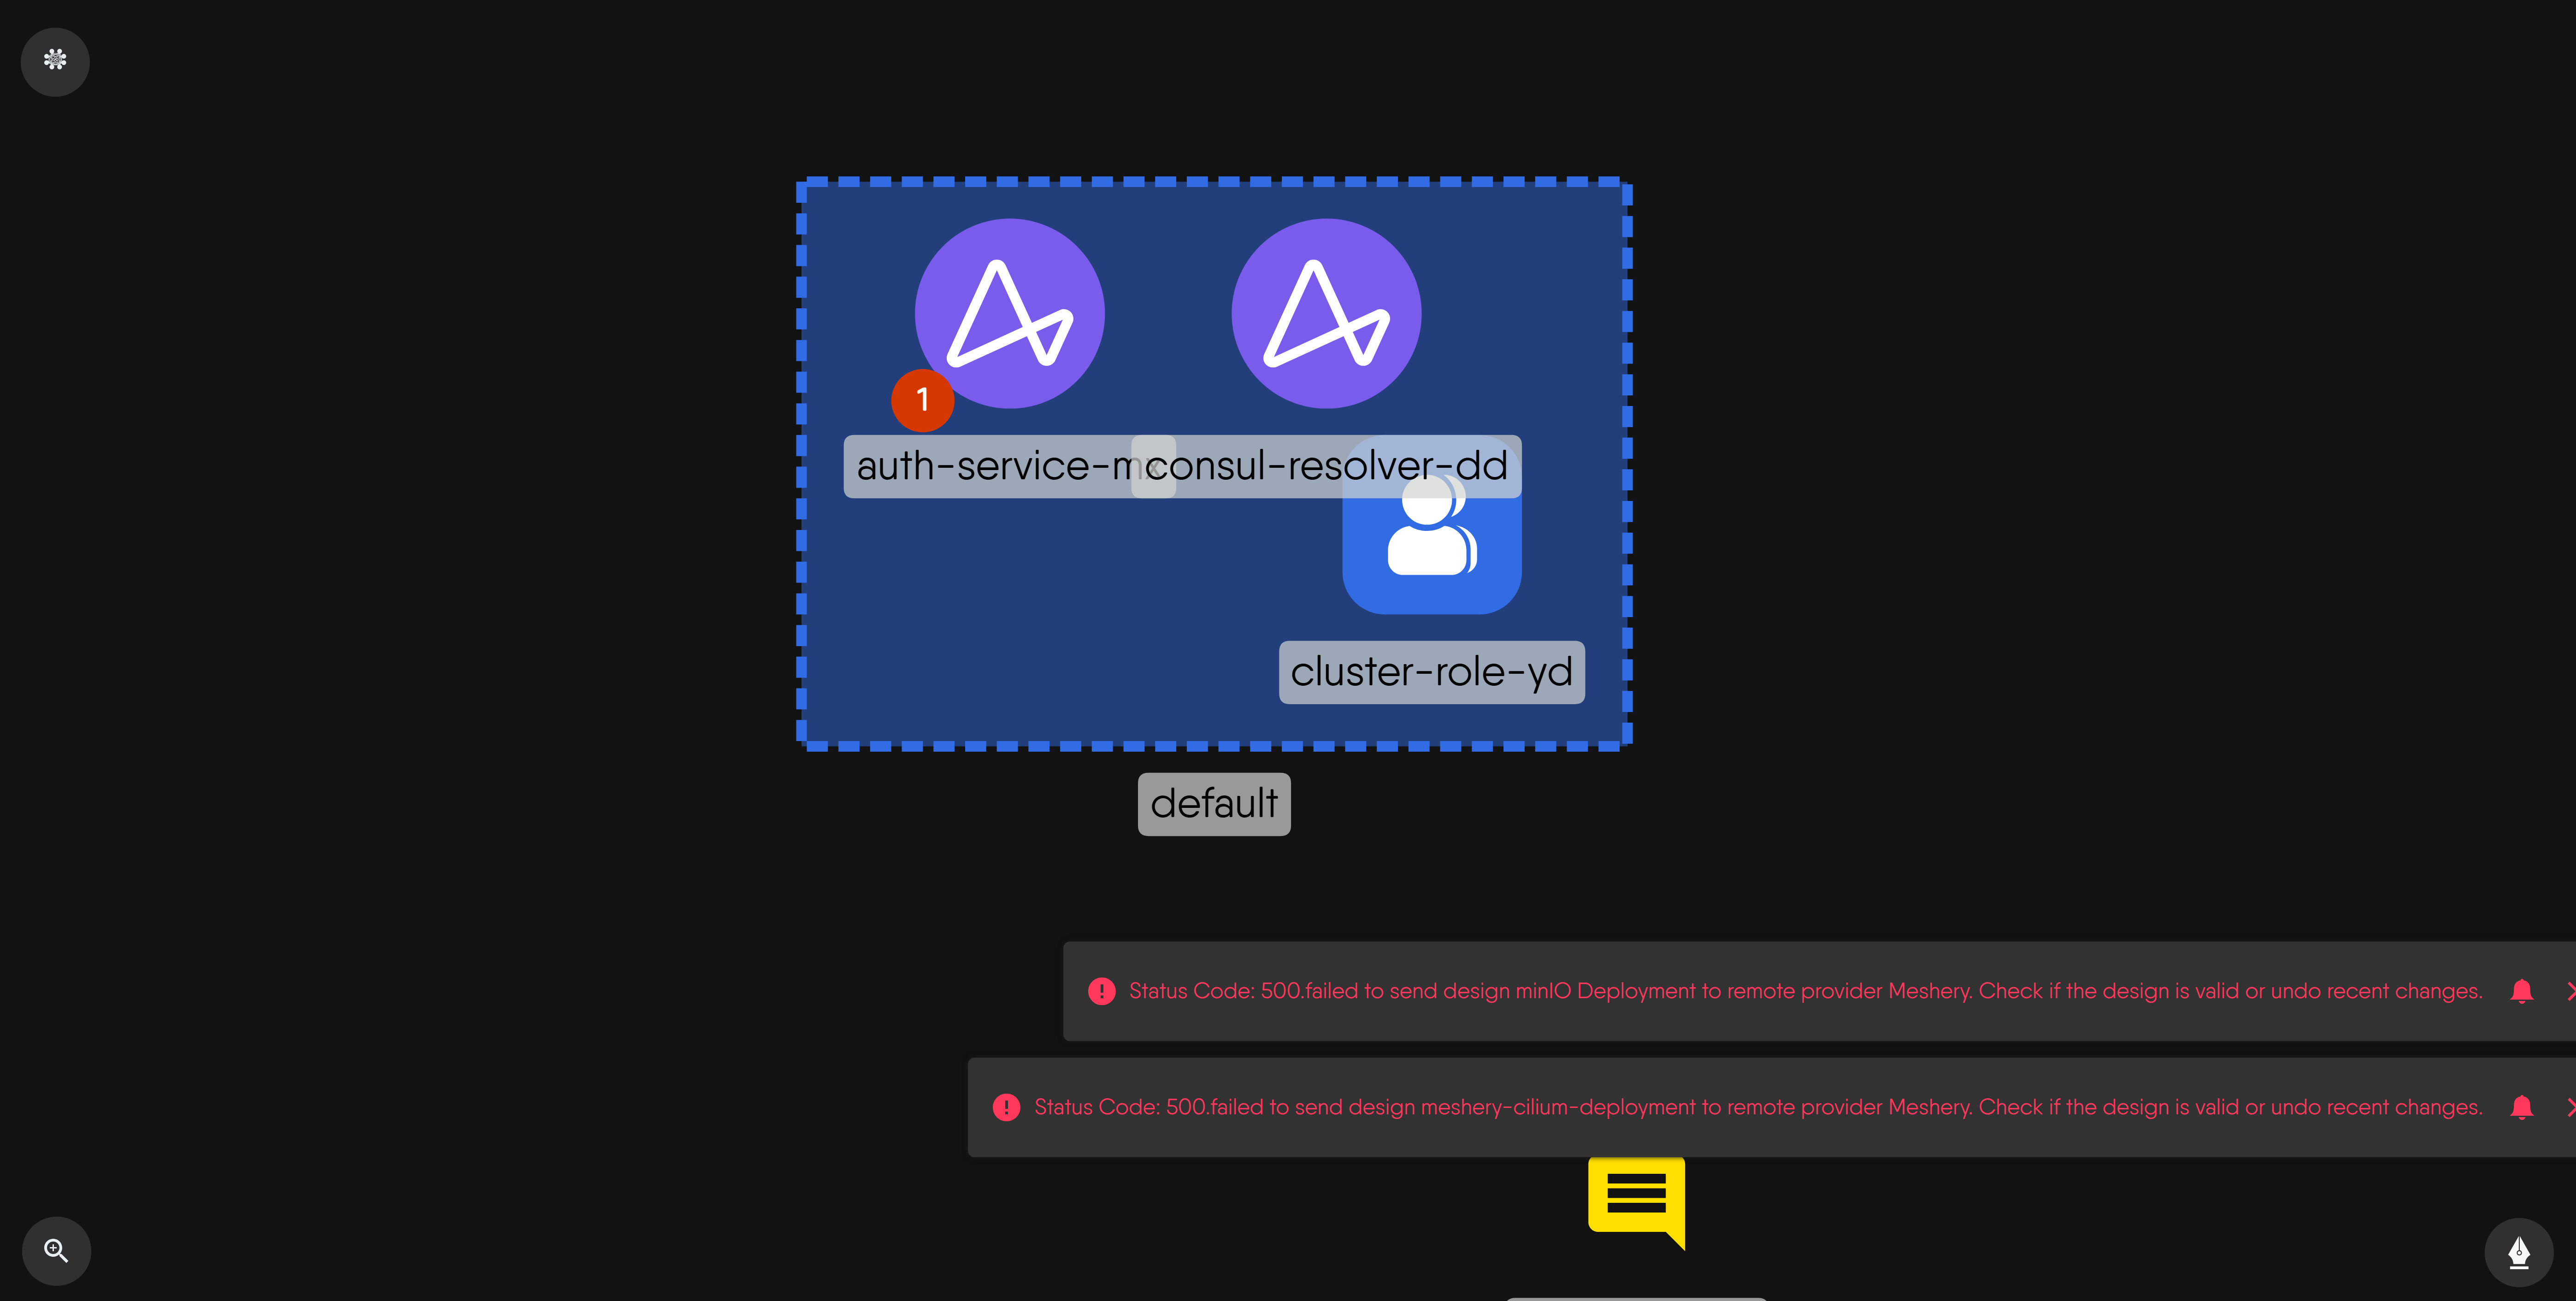 1
auth-service-mx
consul-resolver-dd
cluster-role-yd
default
Status Code: 500.failed to send design minIO Deployment to remote provider Meshery. Check if the design is valid or undo recent changes.
Status Code: 500.failed to send design meshery-cilium-deployment to remote provider Meshery. Check if the design is valid or undo recent changes.